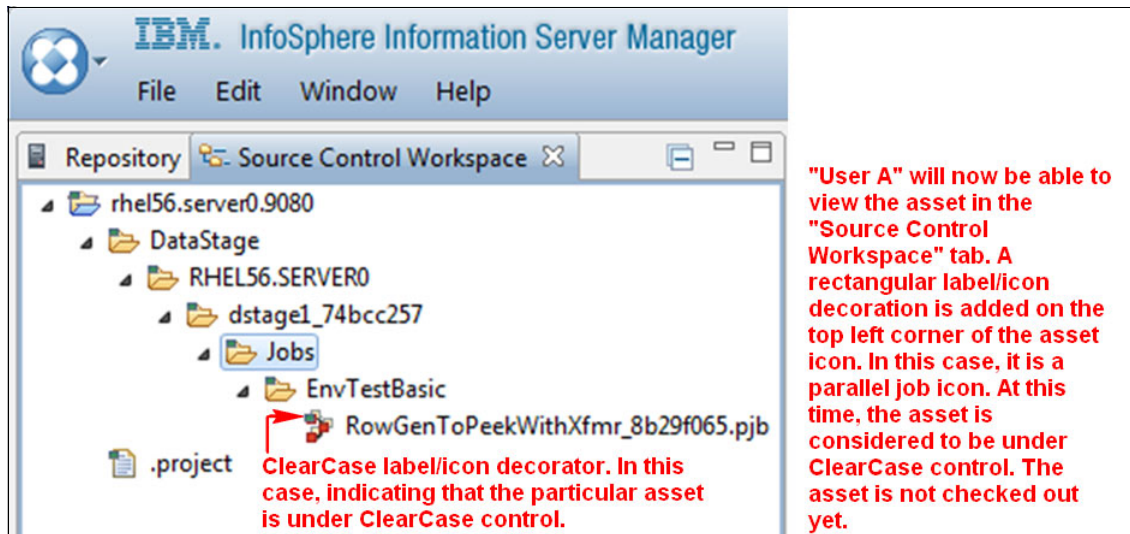 IBM. InfoSphere Information Server Manager
File Edit Window Help
Repository Source Control Workspace
rhel56.server0.9080
DataStage
RHEL56.SERVER0
dstage1_74bcc257
Jobs
EnvTestBasic
RowGenToPeekWithXfmr_8b29f065.pjb
.project
ClearCase label/icon decorator. In this
case, indicating that the particular asset
is under ClearCase control.
"User A" will now be able to
view the asset in the
"Source Control
Workspace" tab. A
rectangular label/icon
decoration is added on the
top left corner of the asset
icon. In this case, it is a
parallel job icon. At this
time, the asset is
considered to be under
ClearCase control. The
asset is not checked out
yet.